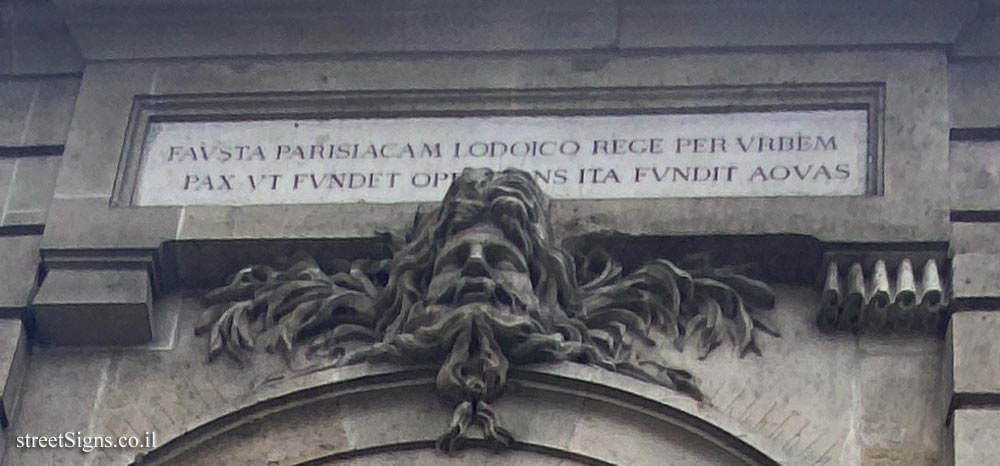 FAVSTA PARISIACAM LODOICO REGE PER VRBEM
PAX VT FVNDET ITA FVNDIT AOVAS
streetSigns.co.il